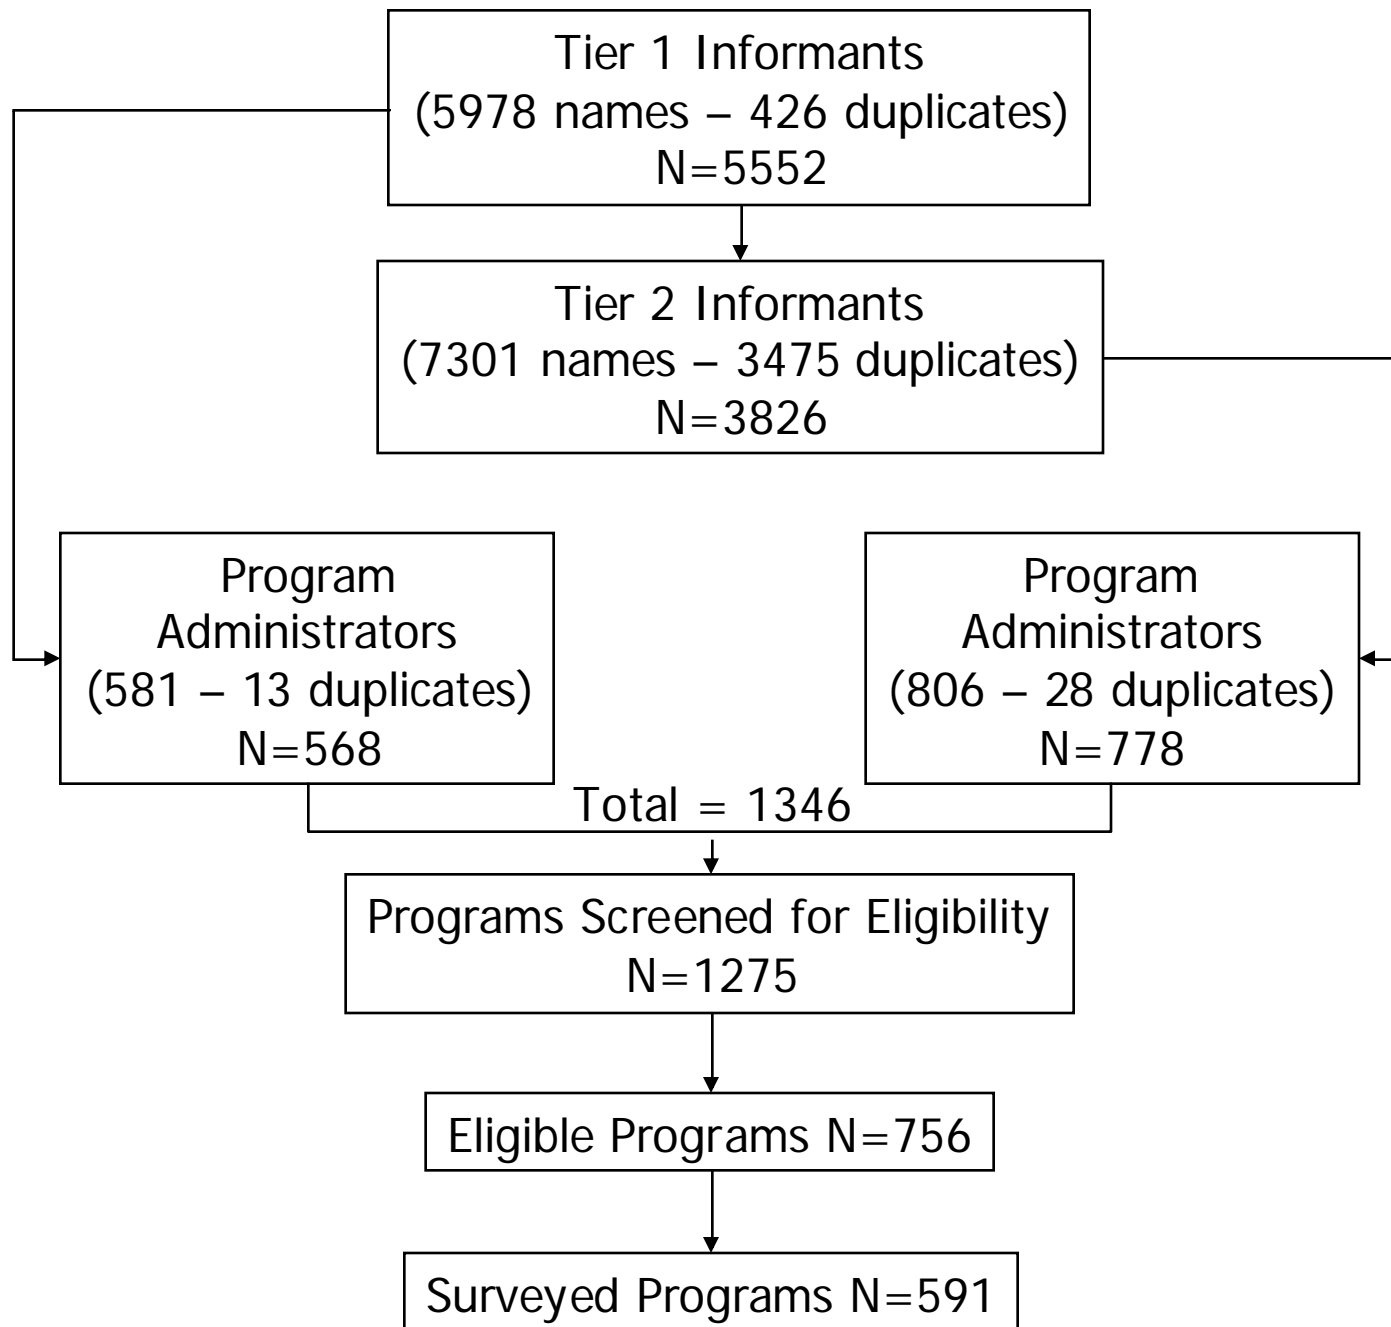 Tier 1 Informants
(5978 names – 426 duplicates)
N=5552
Tier 2 Informants
(7301 names – 3475 duplicates)
N=3826
Program
Administrators
(581 – 13 duplicates)
N=568
Program
Administrators
(806 – 28 duplicates)
N=778
Total = 1346
Programs Screened for Eligibility
N=1275
Eligible Programs N=756
Surveyed Programs N=591